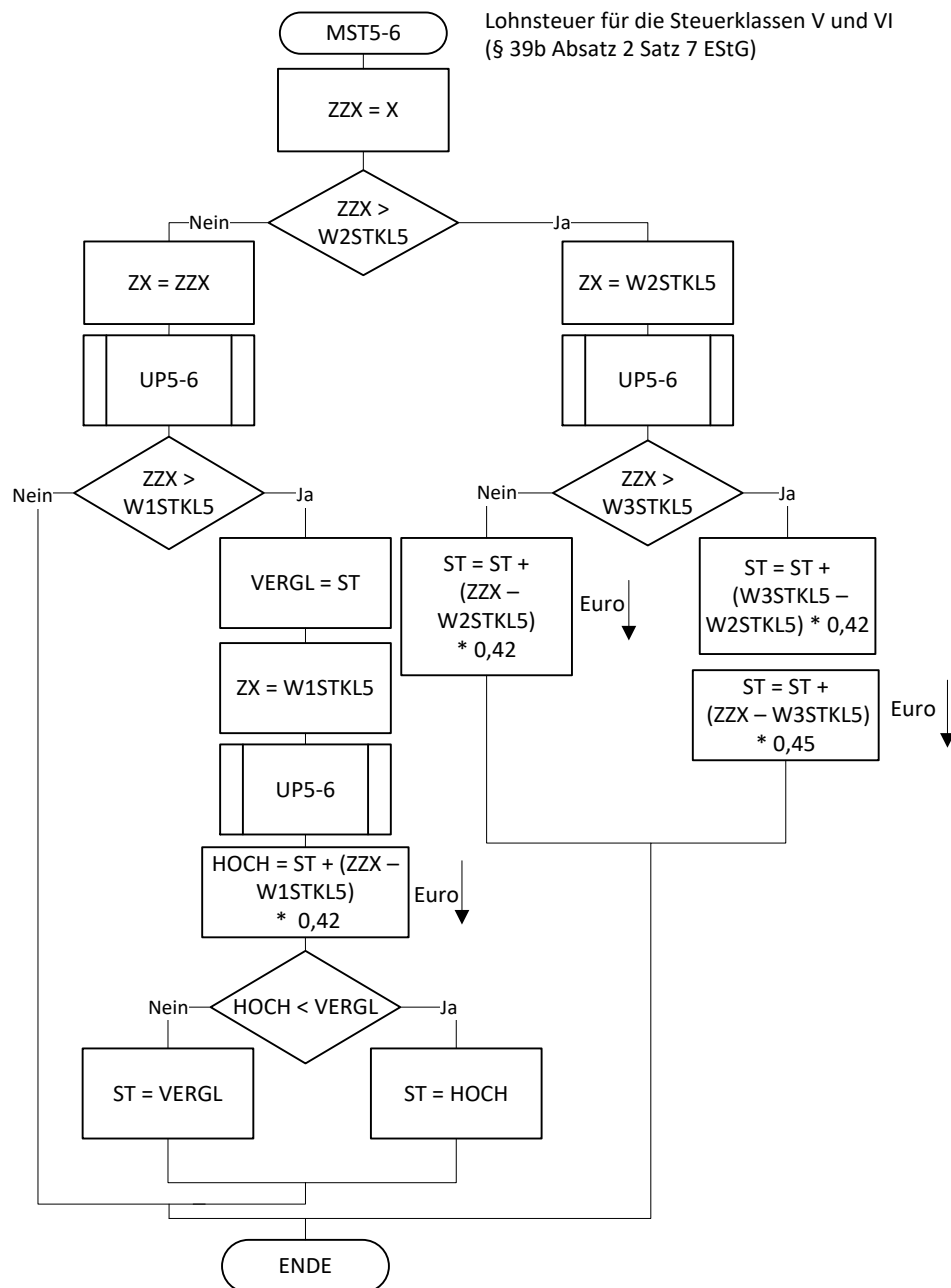 MST5-6
Lohnsteuer für die Steuerklassen V und VI
(§ 39b Absatz 2 Satz 7 EStG)
ZZX = X
ZZX >
W2STKL5
Nein
Ja
ZX = ZZX
ZX = W2STKL5
UP5-6
UP5-6
ZZX >
W1STKL5
Nein
Ja
ZZX >
W3STKL5
Nein
Ja
VERGL = ST
ST = ST +
(ZZX –
W2STKL5)
* 0,42
Euro
ST = ST +
(W3STKL5 –
W2STKL5) * 0,42
ZX = W1STKL5
ST = ST +
(ZZX – W3STKL5)
* 0,45
Euro
UP5-6
HOCH = ST + (ZZX –
W1STKL5)
* 0,42
Euro
HOCH < VERGL
Nein
Ja
ST = VERGL
ST = HOCH
ENDE